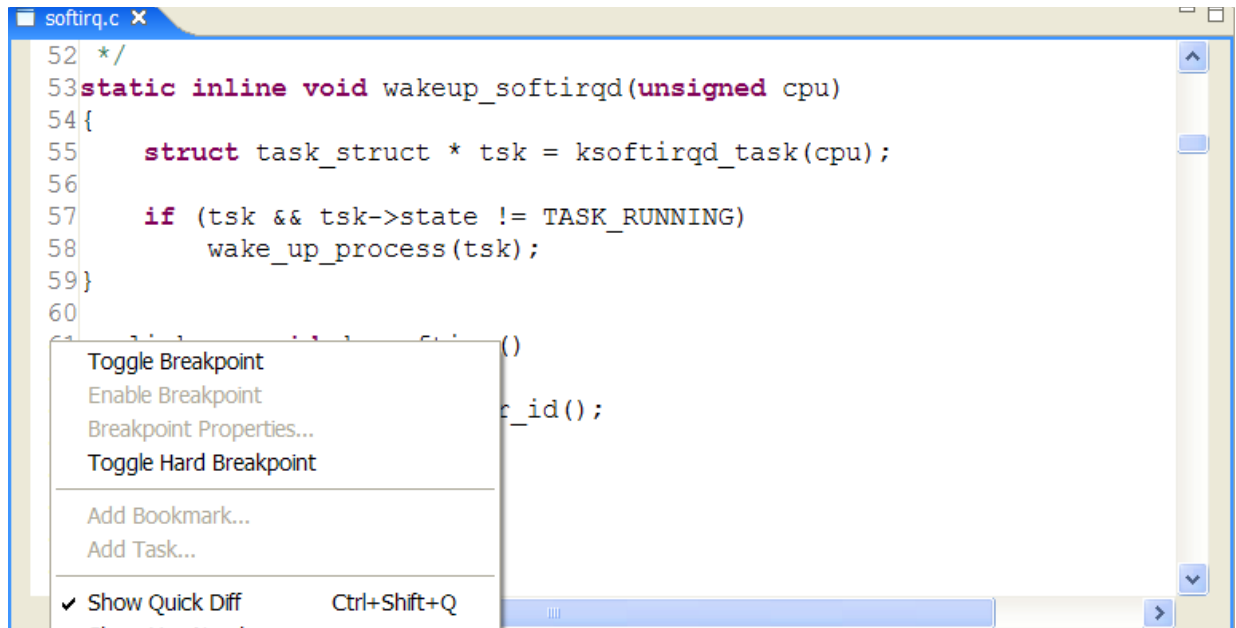 softirq.c
52 */
53 static inline void wakeup_softirqd(unsigned cpu)
54 {
55 struct task_struct * tsk = ksoftirqd_task(cpu);
56
57 if (tsk && tsk->state != TASK_RUNNING)
58 wake_up_process(tsk);
59 }
60
()
r_id();
Toggle Breakpoint
Enable Breakpoint
Breakpoint Properties...
Toggle Hard Breakpoint
Add Bookmark...
Add Task...
Show Quick Diff Ctrl+Shift+Q